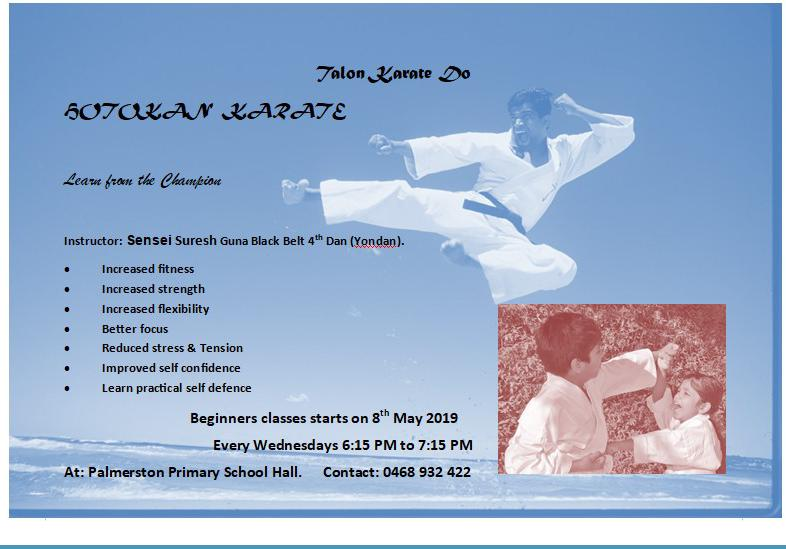 Talon Karate Do
HOTOKAN KARATE
Learn from the Champion
Instructor: Sensei Suresh Guna Black Belt 4th Dan (Yondan).
• Increased fitness
• Increased strength
• Increased flexibility
• Better focus
• Reduced stress & Tension
• Improved self confidence
• Learn practical self defence
Beginners classes starts on 8th May 2019
Every Wednesdays 6:15 PM to 7:15 PM
At: Palmerston Primary School Hall. Contact: 0468 932 422